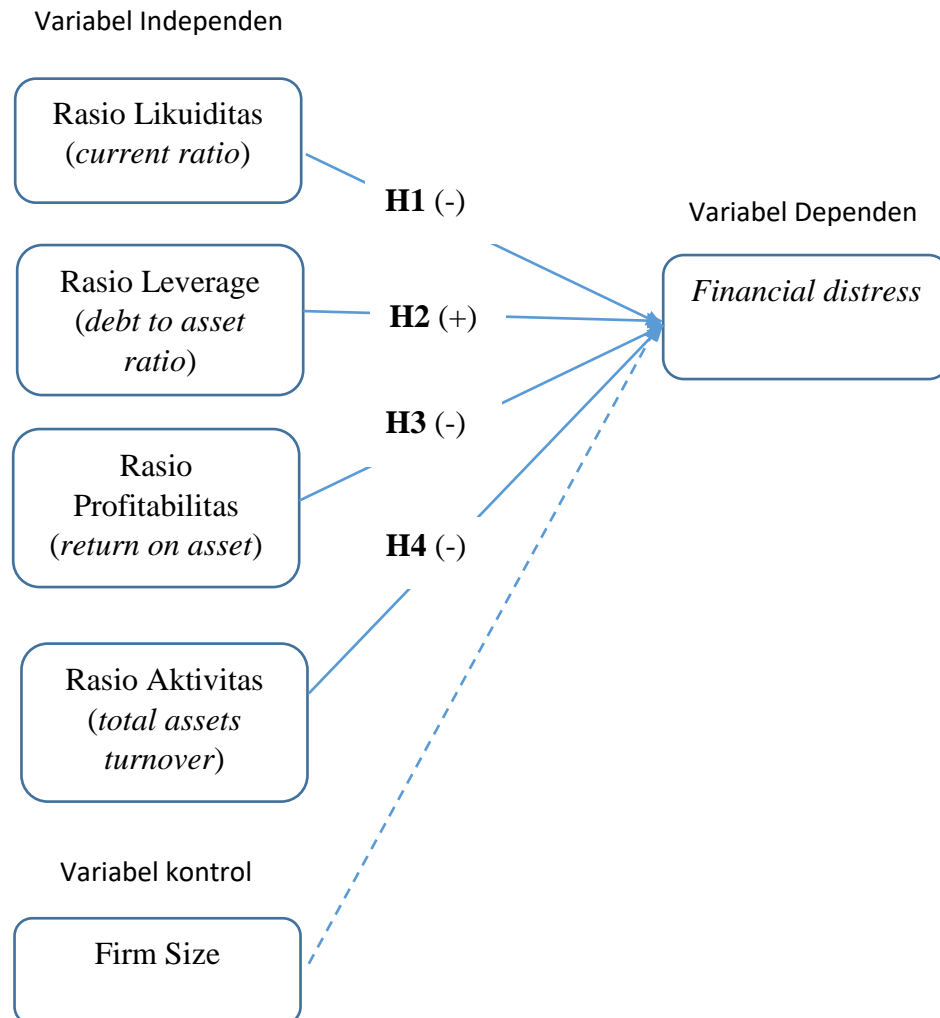 Variabel Independen
Rasio Likuiditas
(current ratio)
H1 (-)
Variabel Dependen
Rasio Leverage
(debt to asset
ratio)
Financial distress
H2 (+)
H3 (-)
Rasio
Profitabilitas
(return on asset)
H4 (-)
Rasio Aktivitas
(total assets
turnover)
Variabel kontrol
Firm Size